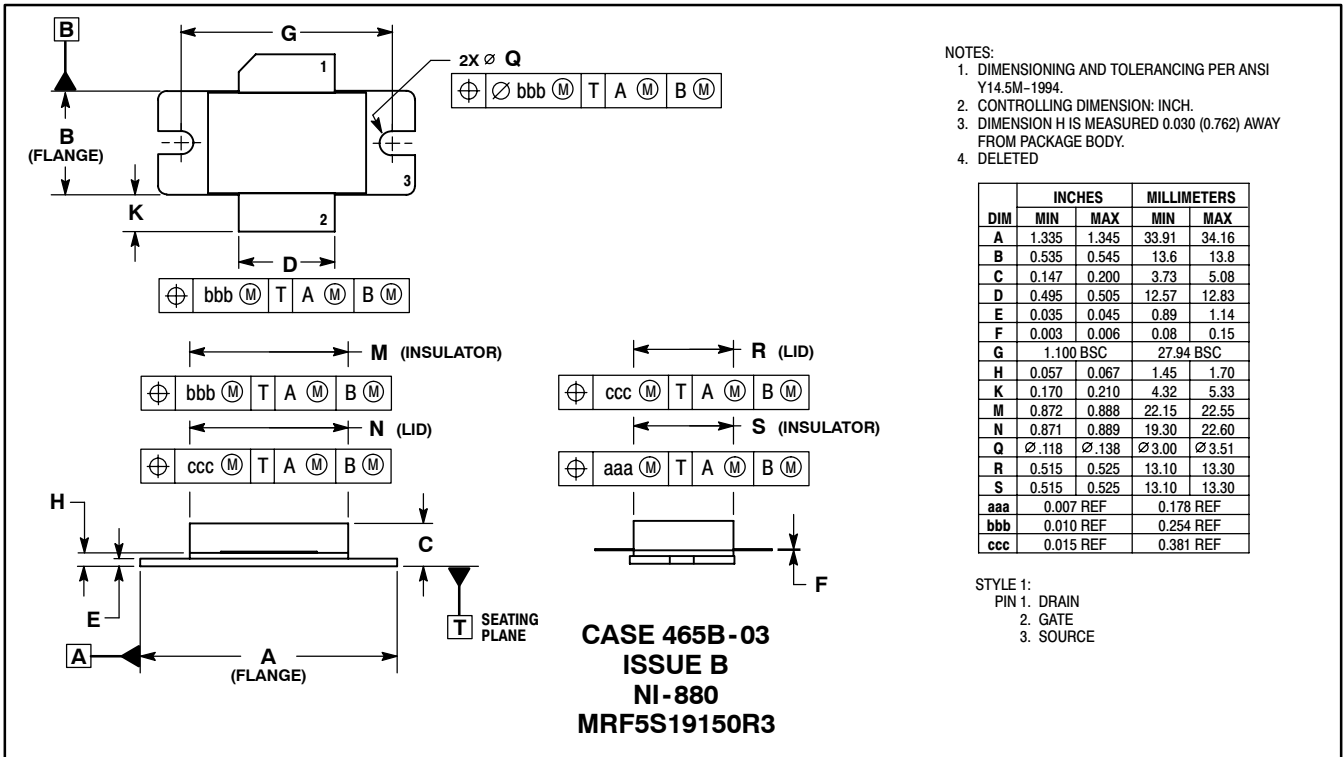 B
G
1
2X ∅ Q
⌖ ∅ bbb Ⓜ T A Ⓜ B Ⓜ
B
(FLANGE)
3
K
2
D
⌖ bbb Ⓜ T A Ⓜ B Ⓜ
M (INSULATOR)
⌖ bbb Ⓜ T A Ⓜ B Ⓜ
N (LID)
⌖ ccc Ⓜ T A Ⓜ B Ⓜ
R (LID)
⌖ ccc Ⓜ T A Ⓜ B Ⓜ
S (INSULATOR)
⌖ aaa Ⓜ T A Ⓜ B Ⓜ
H
C
E
F
T SEATING
PLANE
A
A
(FLANGE)
CASE 465B-03
ISSUE B
NI-880
MRF5S19150R3
NOTES:
1. DIMENSIONING AND TOLERANCING PER ANSI
Y14.5M-1994.
2. CONTROLLING DIMENSION: INCH.
3. DIMENSION H IS MEASURED 0.030 (0.762) AWAY
FROM PACKAGE BODY.
4. DELETED
INCHES MILLIMETERS
DIM MIN MAX MIN MAX
A 1.335 1.345 33.91 34.16
B 0.535 0.545 13.6 13.8
C 0.147 0.200 3.73 5.08
D 0.495 0.505 12.57 12.83
E 0.035 0.045 0.89 1.14
F 0.003 0.006 0.08 0.15
G 1.100 BSC 27.94 BSC
H 0.057 0.067 1.45 1.70
K 0.170 0.210 4.32 5.33
M 0.872 0.888 22.15 22.55
N 0.871 0.889 19.30 22.60
Q ∅.118 ∅.138 ∅3.00 ∅3.51
R 0.515 0.525 13.10 13.30
S 0.515 0.525 13.10 13.30
aaa 0.007 REF 0.178 REF
bbb 0.010 REF 0.254 REF
ccc 0.015 REF 0.381 REF
STYLE 1:
PIN 1. DRAIN
2. GATE
3. SOURCE